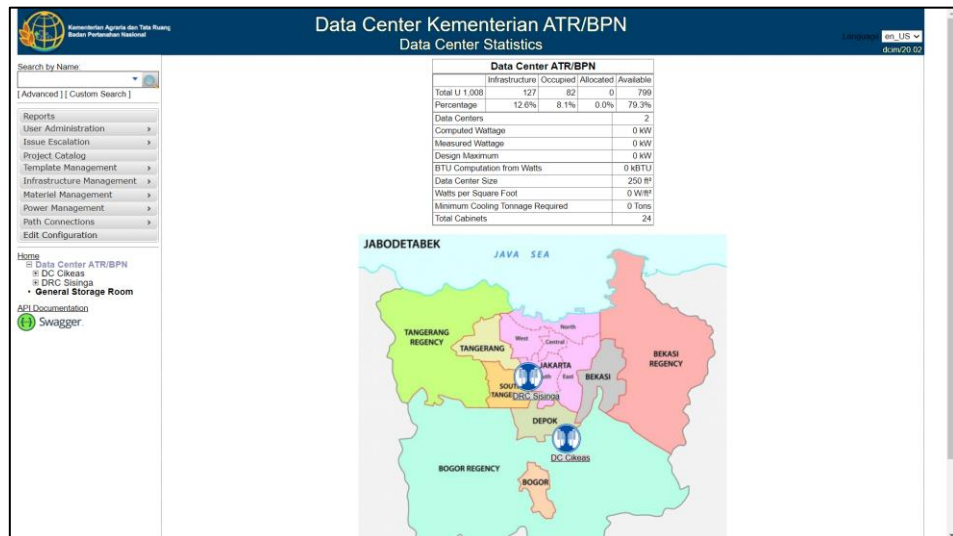 Kementerian Agraria dan Tata Ruang
Badan Pertanahan Nasional
Data Center Kementerian ATR/BPN
Data Center Statistics
Language en_US
dcim/20.02
Search by Name:
[ Advanced ] [ Custom Search ]
Reports
User Administration
Issue Escalation
Project Catalog
Template Management
Infrastructure Management
Materiel Management
Power Management
Path Connections
Edit Configuration
Home
Data Center ATR/BPN
DC Cikeas
DRC Sisinga
General Storage Room
API Documentation
Swagger
Data Center ATR/BPN
Infrastructure Occupied Allocated Available
Total U 1,008 127 82 0 799
Percentage 12.6% 8.1% 0.0% 79.3%
Data Centers 2
Computed Wattage 0 kW
Measured Wattage 0 kW
Design Maximum 0 kW
BTU Computation from Watts 0 kBTU
Data Center Size 250 ft²
Watts per Square Foot 0 W/ft²
Minimum Cooling Tonnage Required 0 Tons
Total Cabinets 24
JABODETABEK
JAVA SEA
TANGERANG
REGENCY
TANGERANG
North
West
Central
JAKARTA
East
BEKASI
BEKASI
REGENCY
DRC Sisinga
DEPOK
DC Cikeas
BOGOR REGENCY
BOGOR